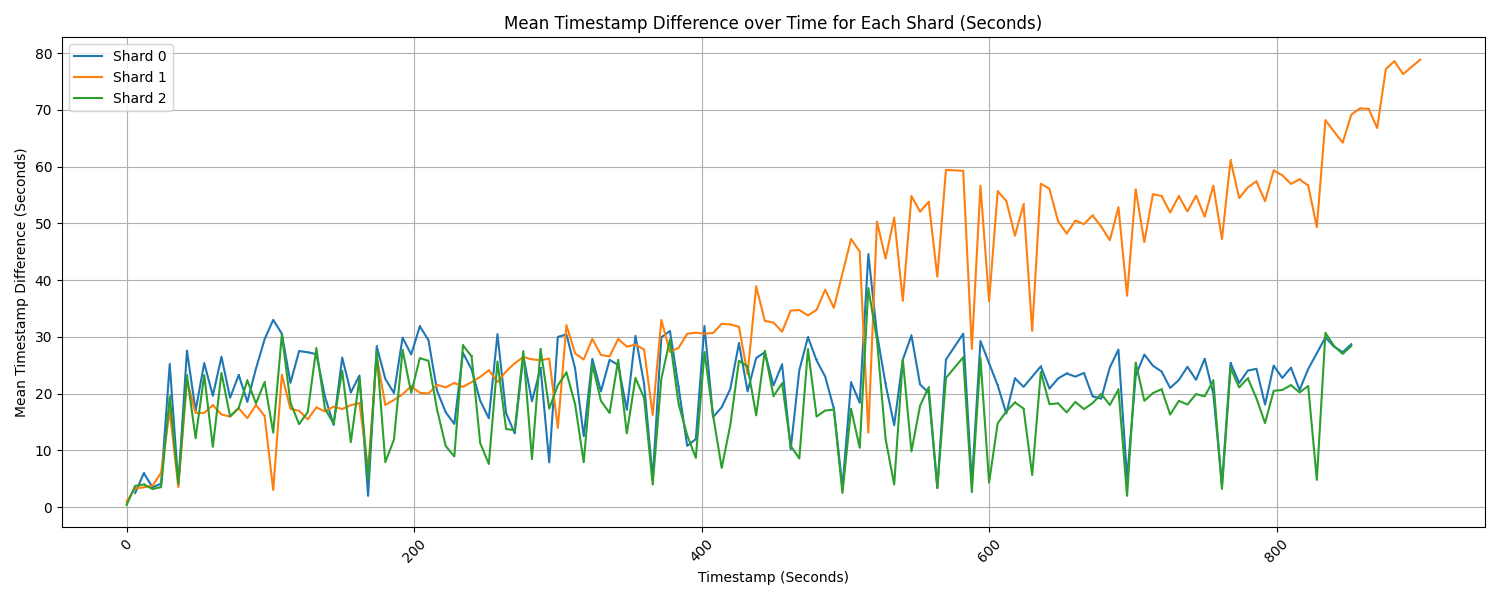 Mean Timestamp Difference over Time for Each Shard (Seconds)
Shard 0
Shard 1
Shard 2
Mean Timestamp Difference (Seconds)
80
70
60
50
40
30
20
10
0
0
200
400
600
800
Timestamp (Seconds)